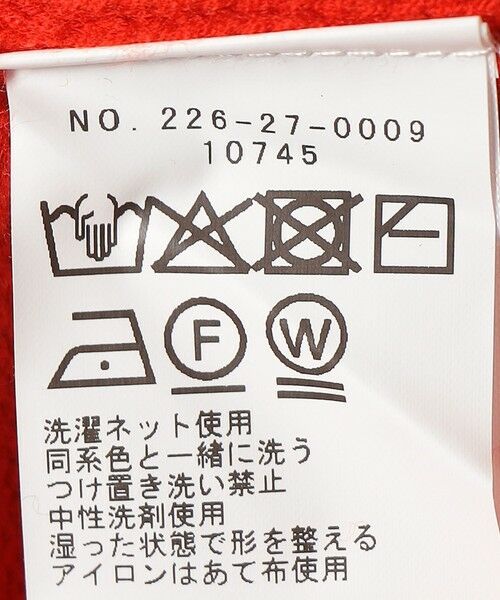 NO. 226-27-0009
10745
F W
洗濯ネット使用
同系色と一緒に洗う
つけ置き洗い禁止
中性洗剤使用
湿った状態で形を整える
アイロンはあて布使用